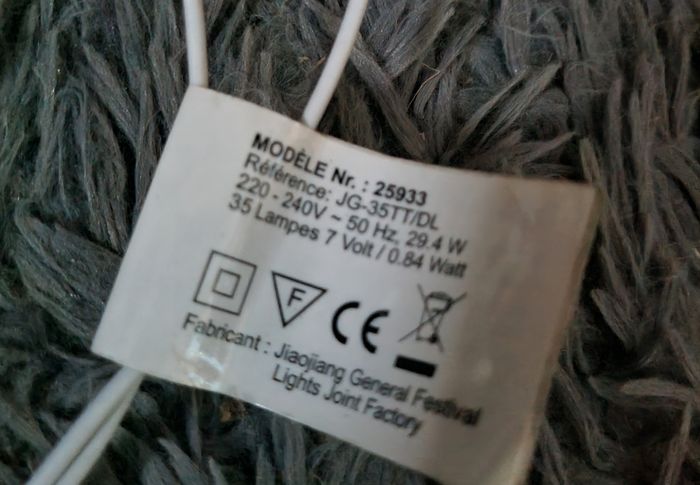 MODÈLE Nr. : 25933
Référence: JG-35TT/DL
220 - 240V ~ 50 Hz, 29.4 W
35 Lampes 7 Volt / 0.84 Watt
F
CE
Fabricant : Jiaojiang General Festival
Lights Joint Factory